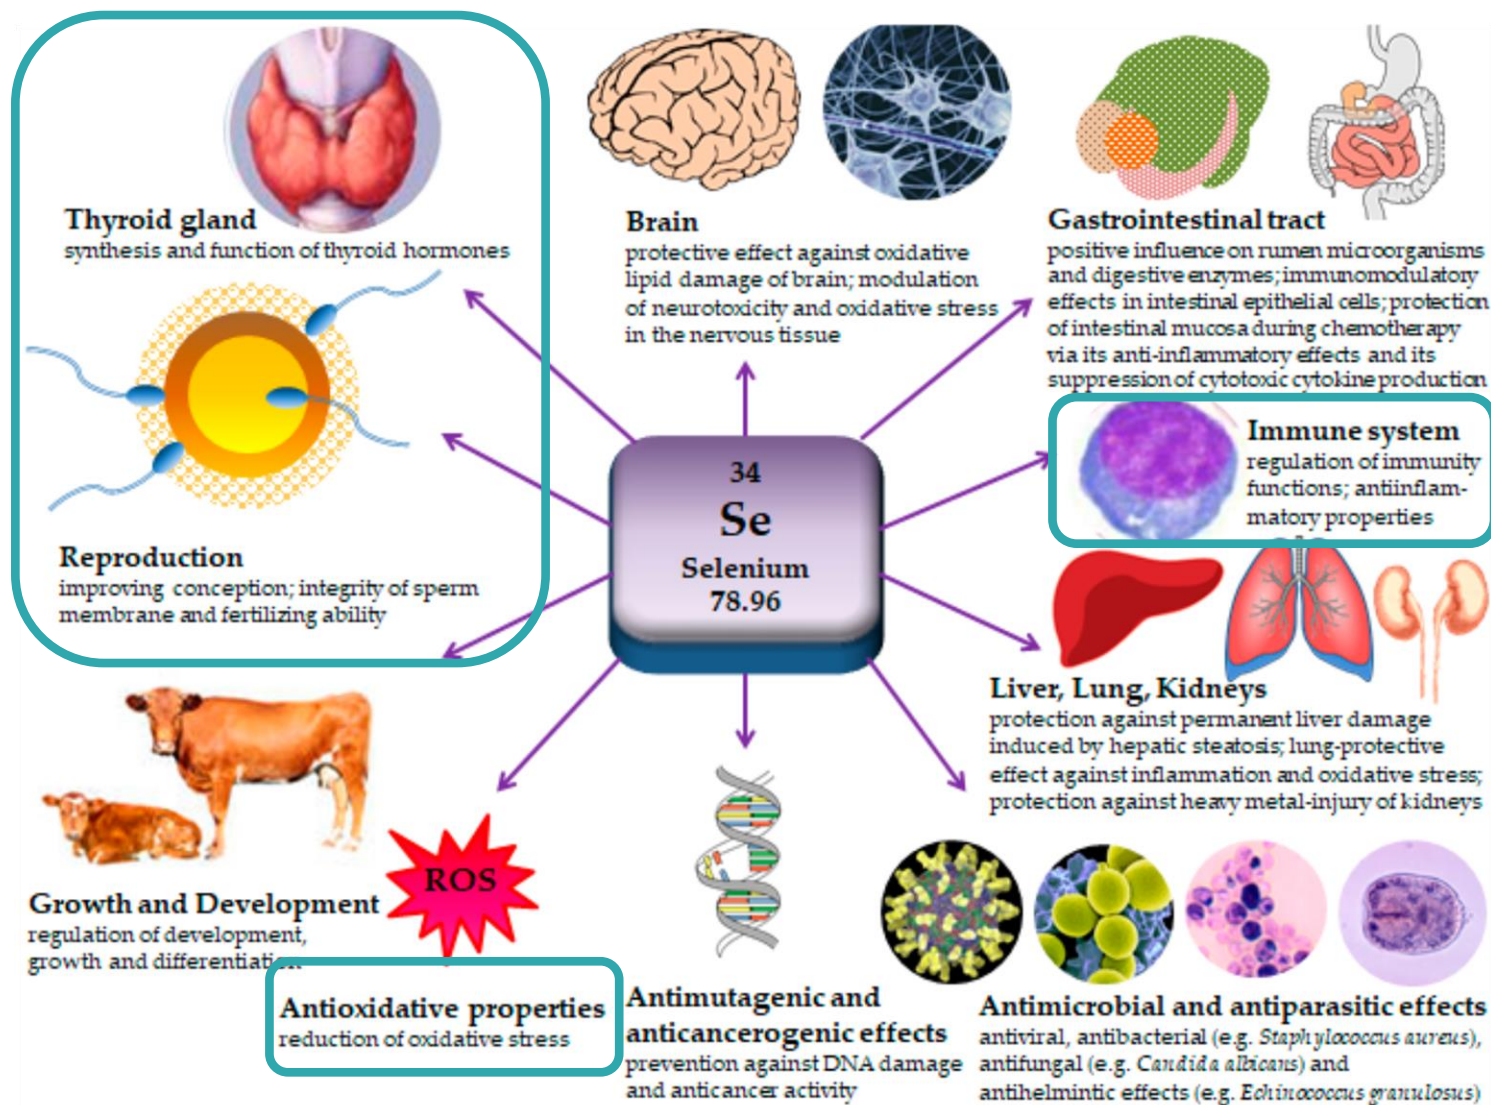 Thyroid gland
synthesis and function of thyroid hormones
Reproduction
improving conception; integrity of sperm
membrane and fertilizing ability
Brain
protective effect against oxidative
lipid damage of brain; modulation
of neurotoxicity and oxidative stress
in the nervous tissue
Gastrointestinal tract
positive influence on rumen microorganisms
and digestive enzymes; immunomodulatory
effects in intestinal epithelial cells; protection
of intestinal mucosa during chemotherapy
via its anti-inflammatory effects and its
suppression of cytotoxic cytokine production
34
Se
Selenium
78.96
Immune system
regulation of immunity
functions; antiinflam-
matory properties
Liver, Lung, Kidneys
protection against permanent liver damage
induced by hepatic steatosis; lung-protective
effect against inflammation and oxidative stress;
protection against heavy metal-injury of kidneys
Growth and Development
regulation of development,
growth and differentiation
ROS
Antioxidative properties
reduction of oxidative stress
Antimutagenic and
anticancerogenic effects
prevention against DNA damage
and anticancer activity
Antimicrobial and antiparasitic effects
antiviral, antibacterial (e.g. Staphylococcus aureus),
antifungal (e.g. Candida albicans) and
antihelmintic effects (e.g. Echinococcus granulosus)